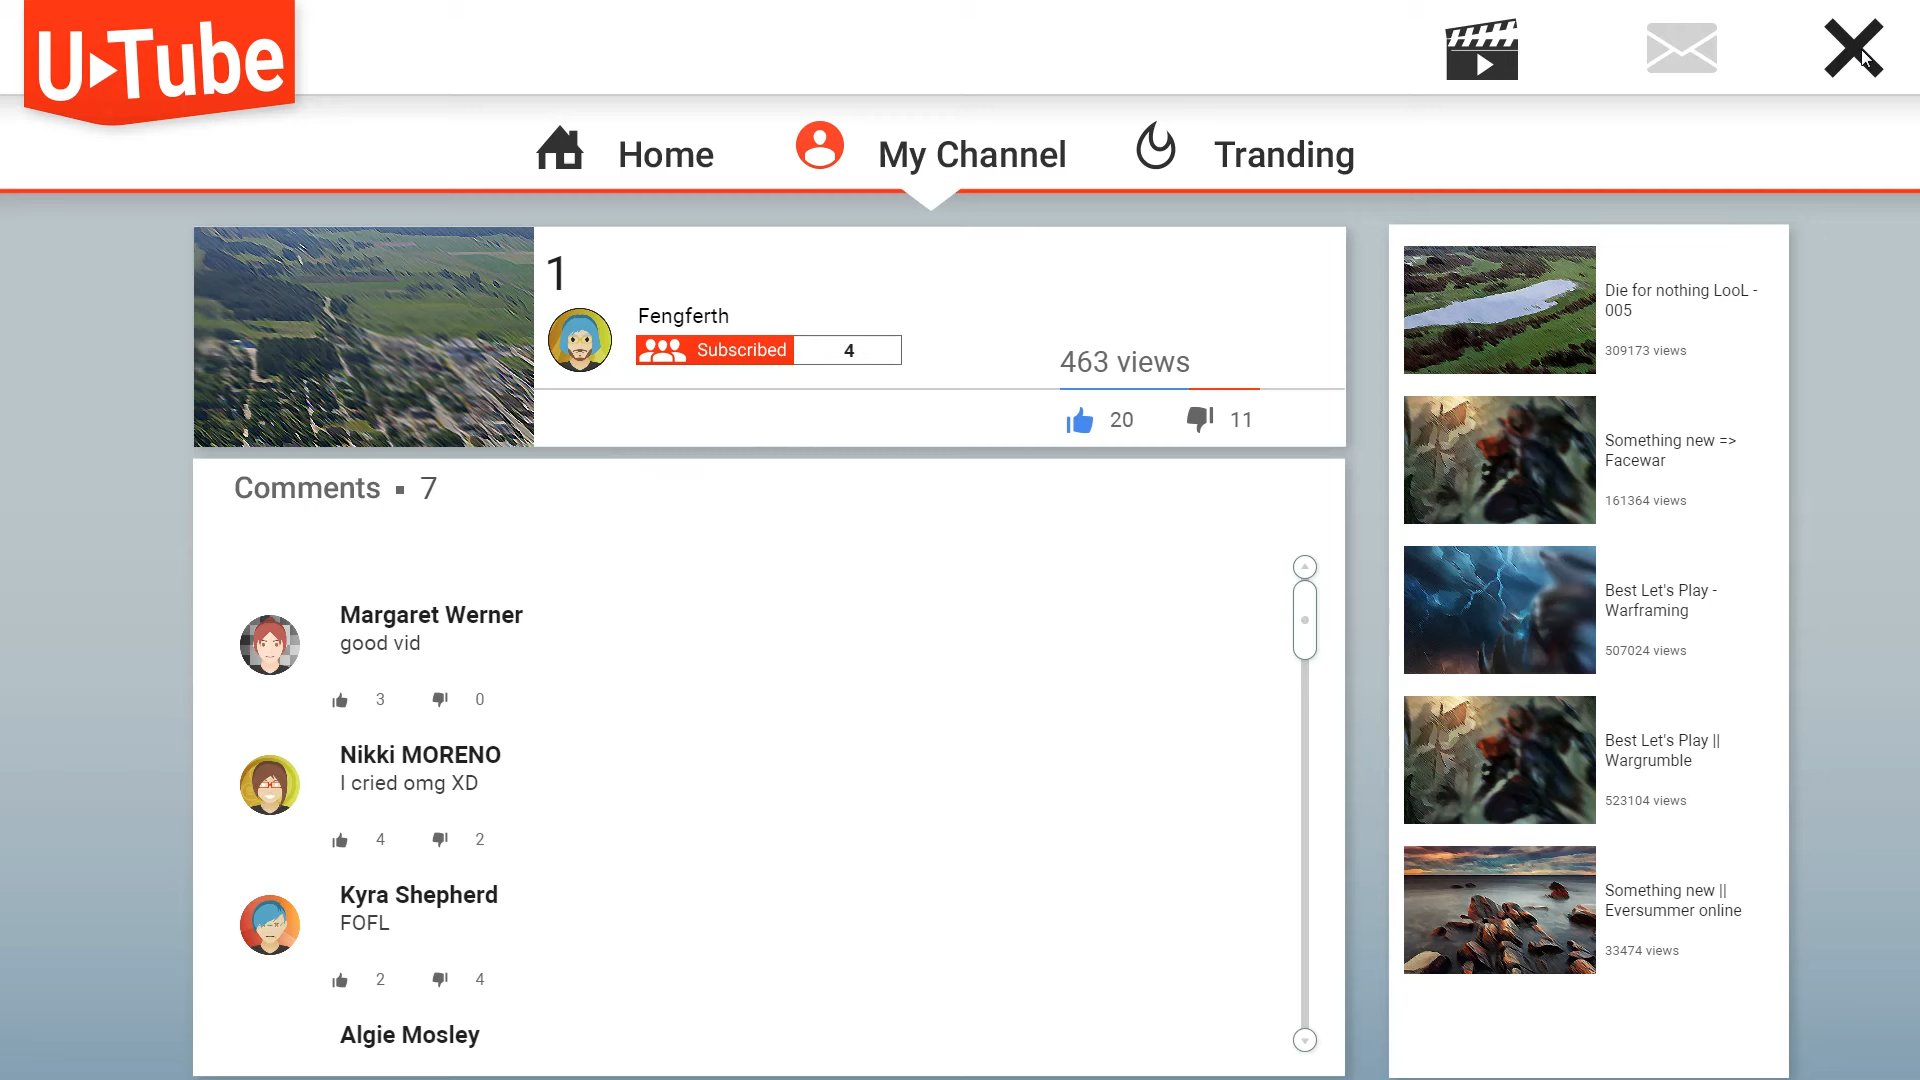 U▶Tube
Home
My Channel
Tranding
1
Fengferth
Subscribed 4
463 views
20 11
Comments ▪ 7
Margaret Werner
good vid
3 0
Nikki MORENO
I cried omg XD
4 2
Kyra Shepherd
FOFL
2 4
Algie Mosley
Die for nothing LooL -
005
309173 views
Something new =>
Facewar
161364 views
Best Let's Play -
Warframing
507024 views
Best Let's Play ||
Wargrumble
523104 views
Something new ||
Eversummer online
33474 views